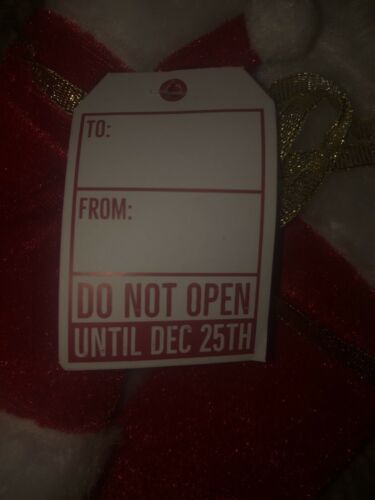 TO:
FROM:
DO NOT OPEN
UNTIL DEC 25TH